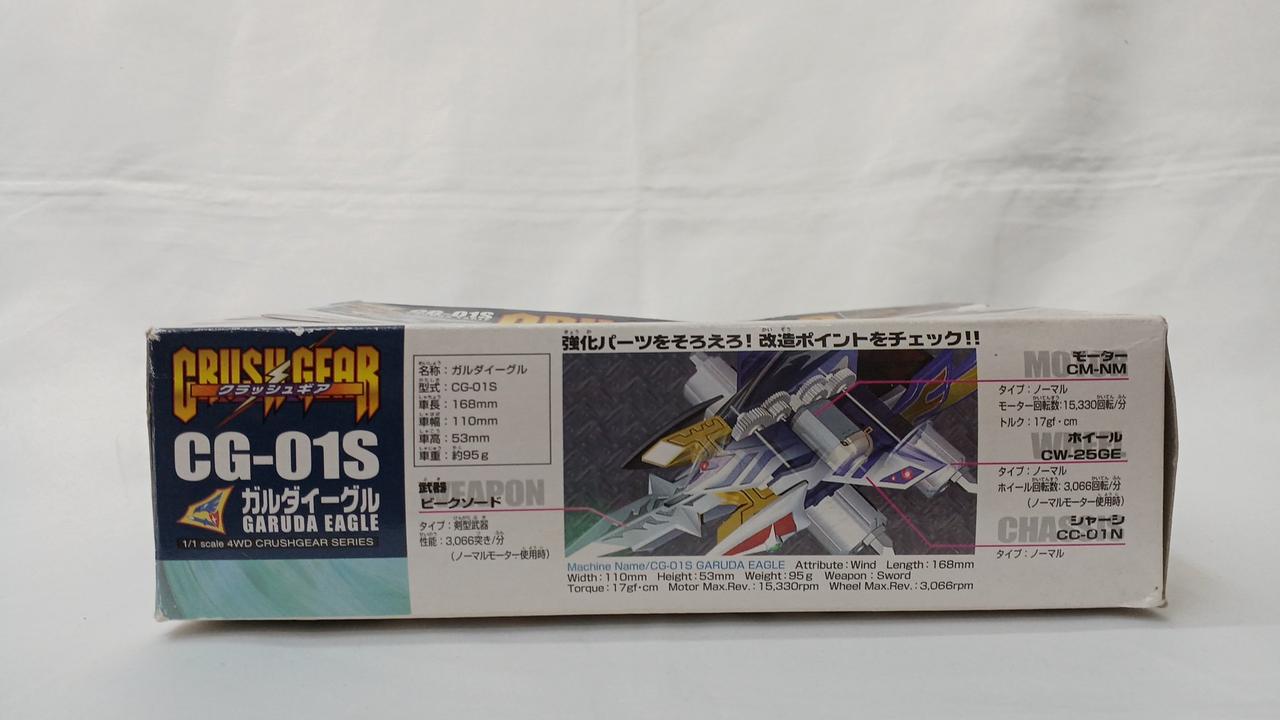 CG-01S
CRUSH GEAR
クラッシュギア
CG-01S
ガルダイーグル
GARUDA EAGLE
1/1 scale 4WD CRUSHGEAR SERIES
名称：ガルダイーグル
型式：CG-01S
車長：168mm
車幅：110mm
車高：53mm
車重：約95g
WEAPON
武器
ビークソード
タイプ：剣型武器
性能：3,066突き/分
（ノーマルモーター使用時）
強化パーツをそろえろ！改造ポイントをチェック!!
Machine Name/CG-01S GARUDA EAGLE Attribute：Wind Length：168mm
Width：110mm Height：53mm Weight：95g Weapon：Sword
Torque：17gf·cm Motor Max.Rev.：15,330rpm Wheel Max.Rev.：3,066rpm
モーター
CM-NM
タイプ：ノーマル
モーター回転数：15,330回転/分
トルク：17gf·cm
ホイール
CW-25GE
タイプ：ノーマル
ホイール回転数：3,066回転/分
（ノーマルモーター使用時）
シャーシ
CC-01N
タイプ：ノーマル